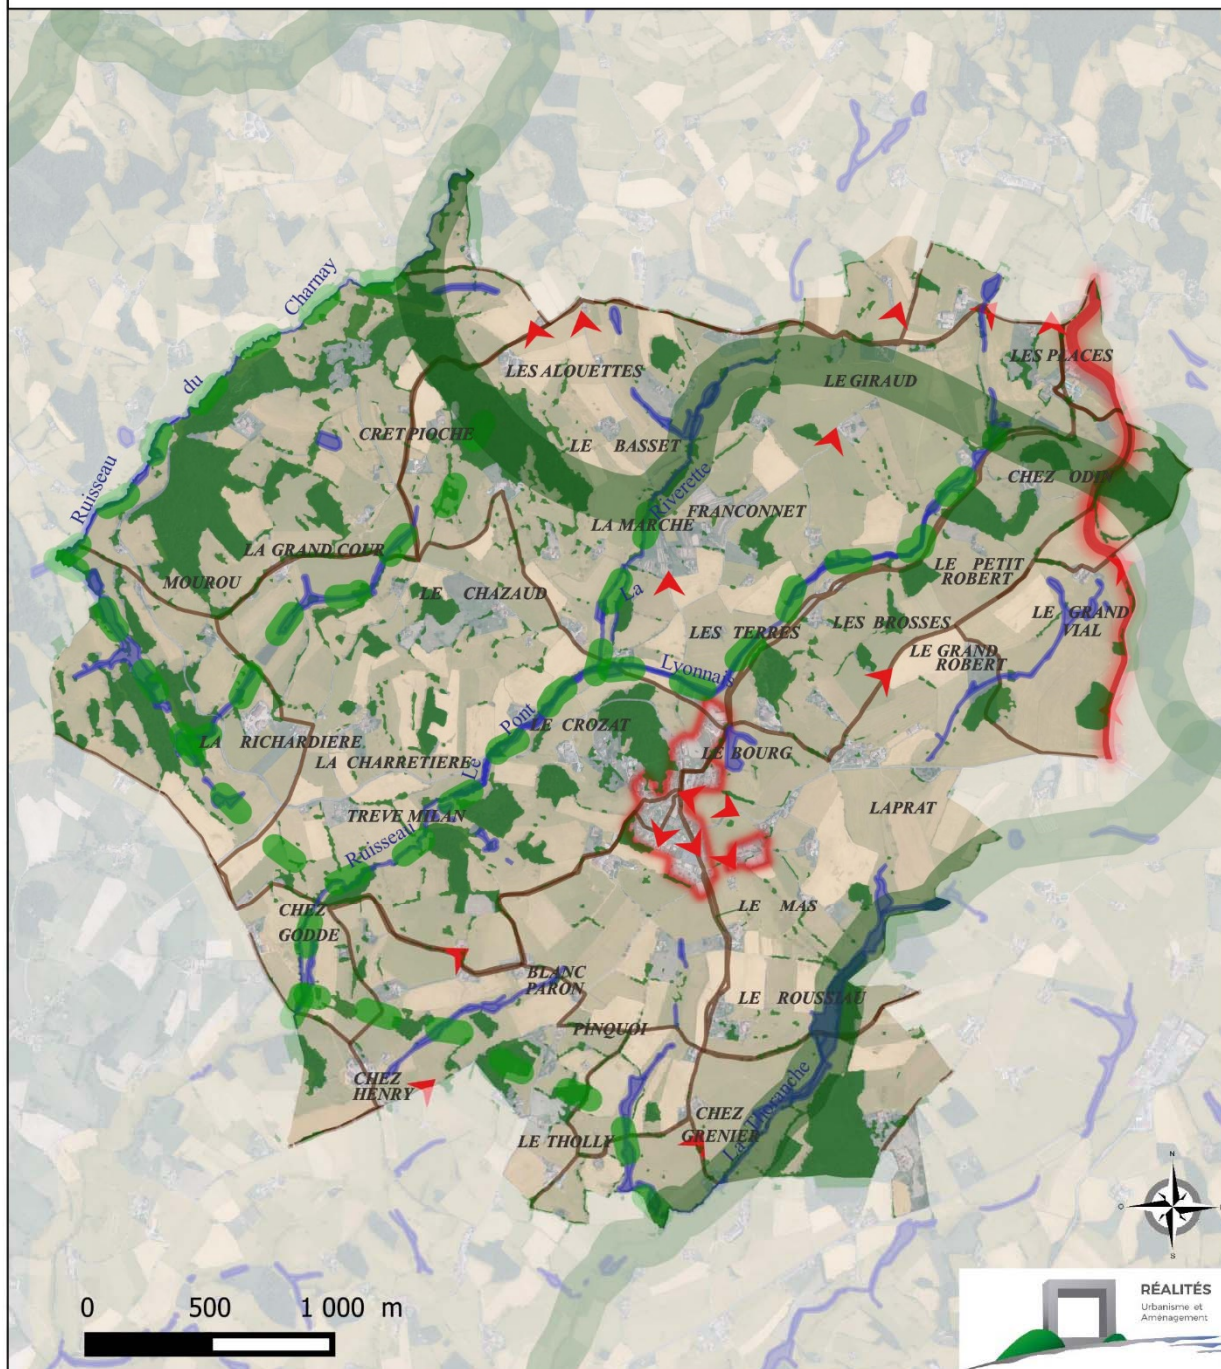 Ruisseau du Charnay
LES PLACES
LES ALOUETTES
LE GIRAUD
CRET PIOCHE
LE BASSET
CHEZ ODIN
La Riverette
FRANCONNET
LA MARCHE
LA GRAND COUR
MOUROU
LE PETIT
ROBERT
LE CHAZAUD
LE GRAND
VIAL
LES TERRES
LES BROSSES
LE GRAND
ROBERT
Ruisseau Le Pont Lyonnais
LE CROZAT
LA RICHARDIERE
LE BOURG
LA CHARRETIERE
TREVE MILAN
LAPRAT
CHEZ
GODDE
LE MAS
BLANC
PARON
LE ROUSSIAU
PINQUOI
CHEZ
HENRY
La Thoranche
CHEZ
GRENIER
LE THOLLY
N
O
S
0 500 1 000 m
RÉALITÉS
Urbanisme et
Aménagement